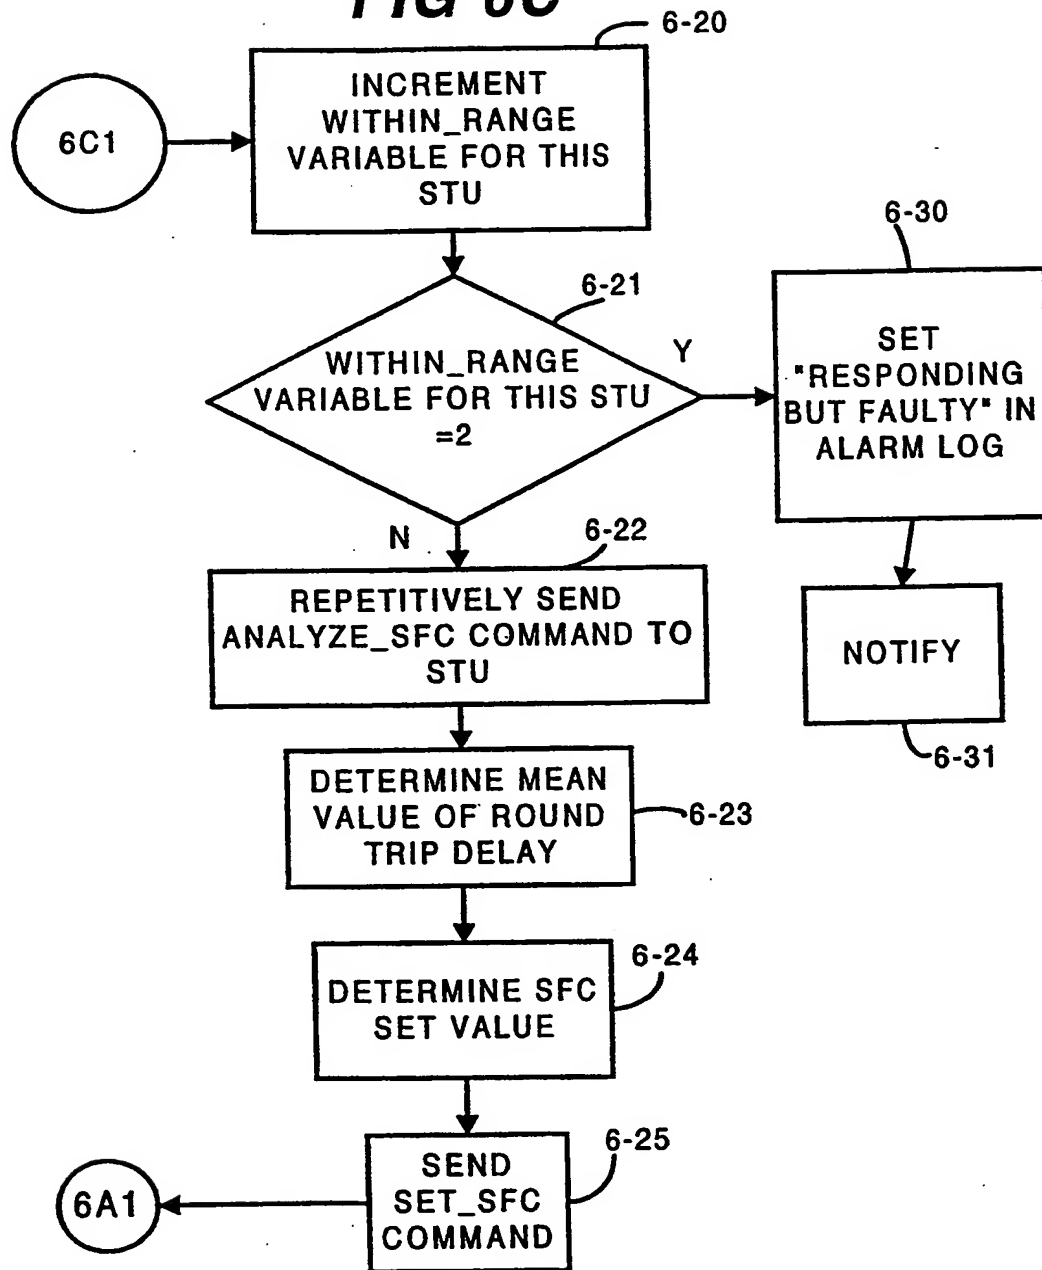 FIG 6C
6-20
INCREMENT
WITHIN_RANGE
VARIABLE FOR THIS
STU
6C1
6-21
WITHIN_RANGE
VARIABLE FOR THIS STU
=2
Y
N
6-30
SET
"RESPONDING
BUT FAULTY" IN
ALARM LOG
NOTIFY
6-31
6-22
REPETITIVELY SEND
ANALYZE_SFC COMMAND TO
STU
DETERMINE MEAN
VALUE OF ROUND
TRIP DELAY
6-23
6-24
DETERMINE SFC
SET VALUE
6-25
SEND
SET_SFC
COMMAND
6A1